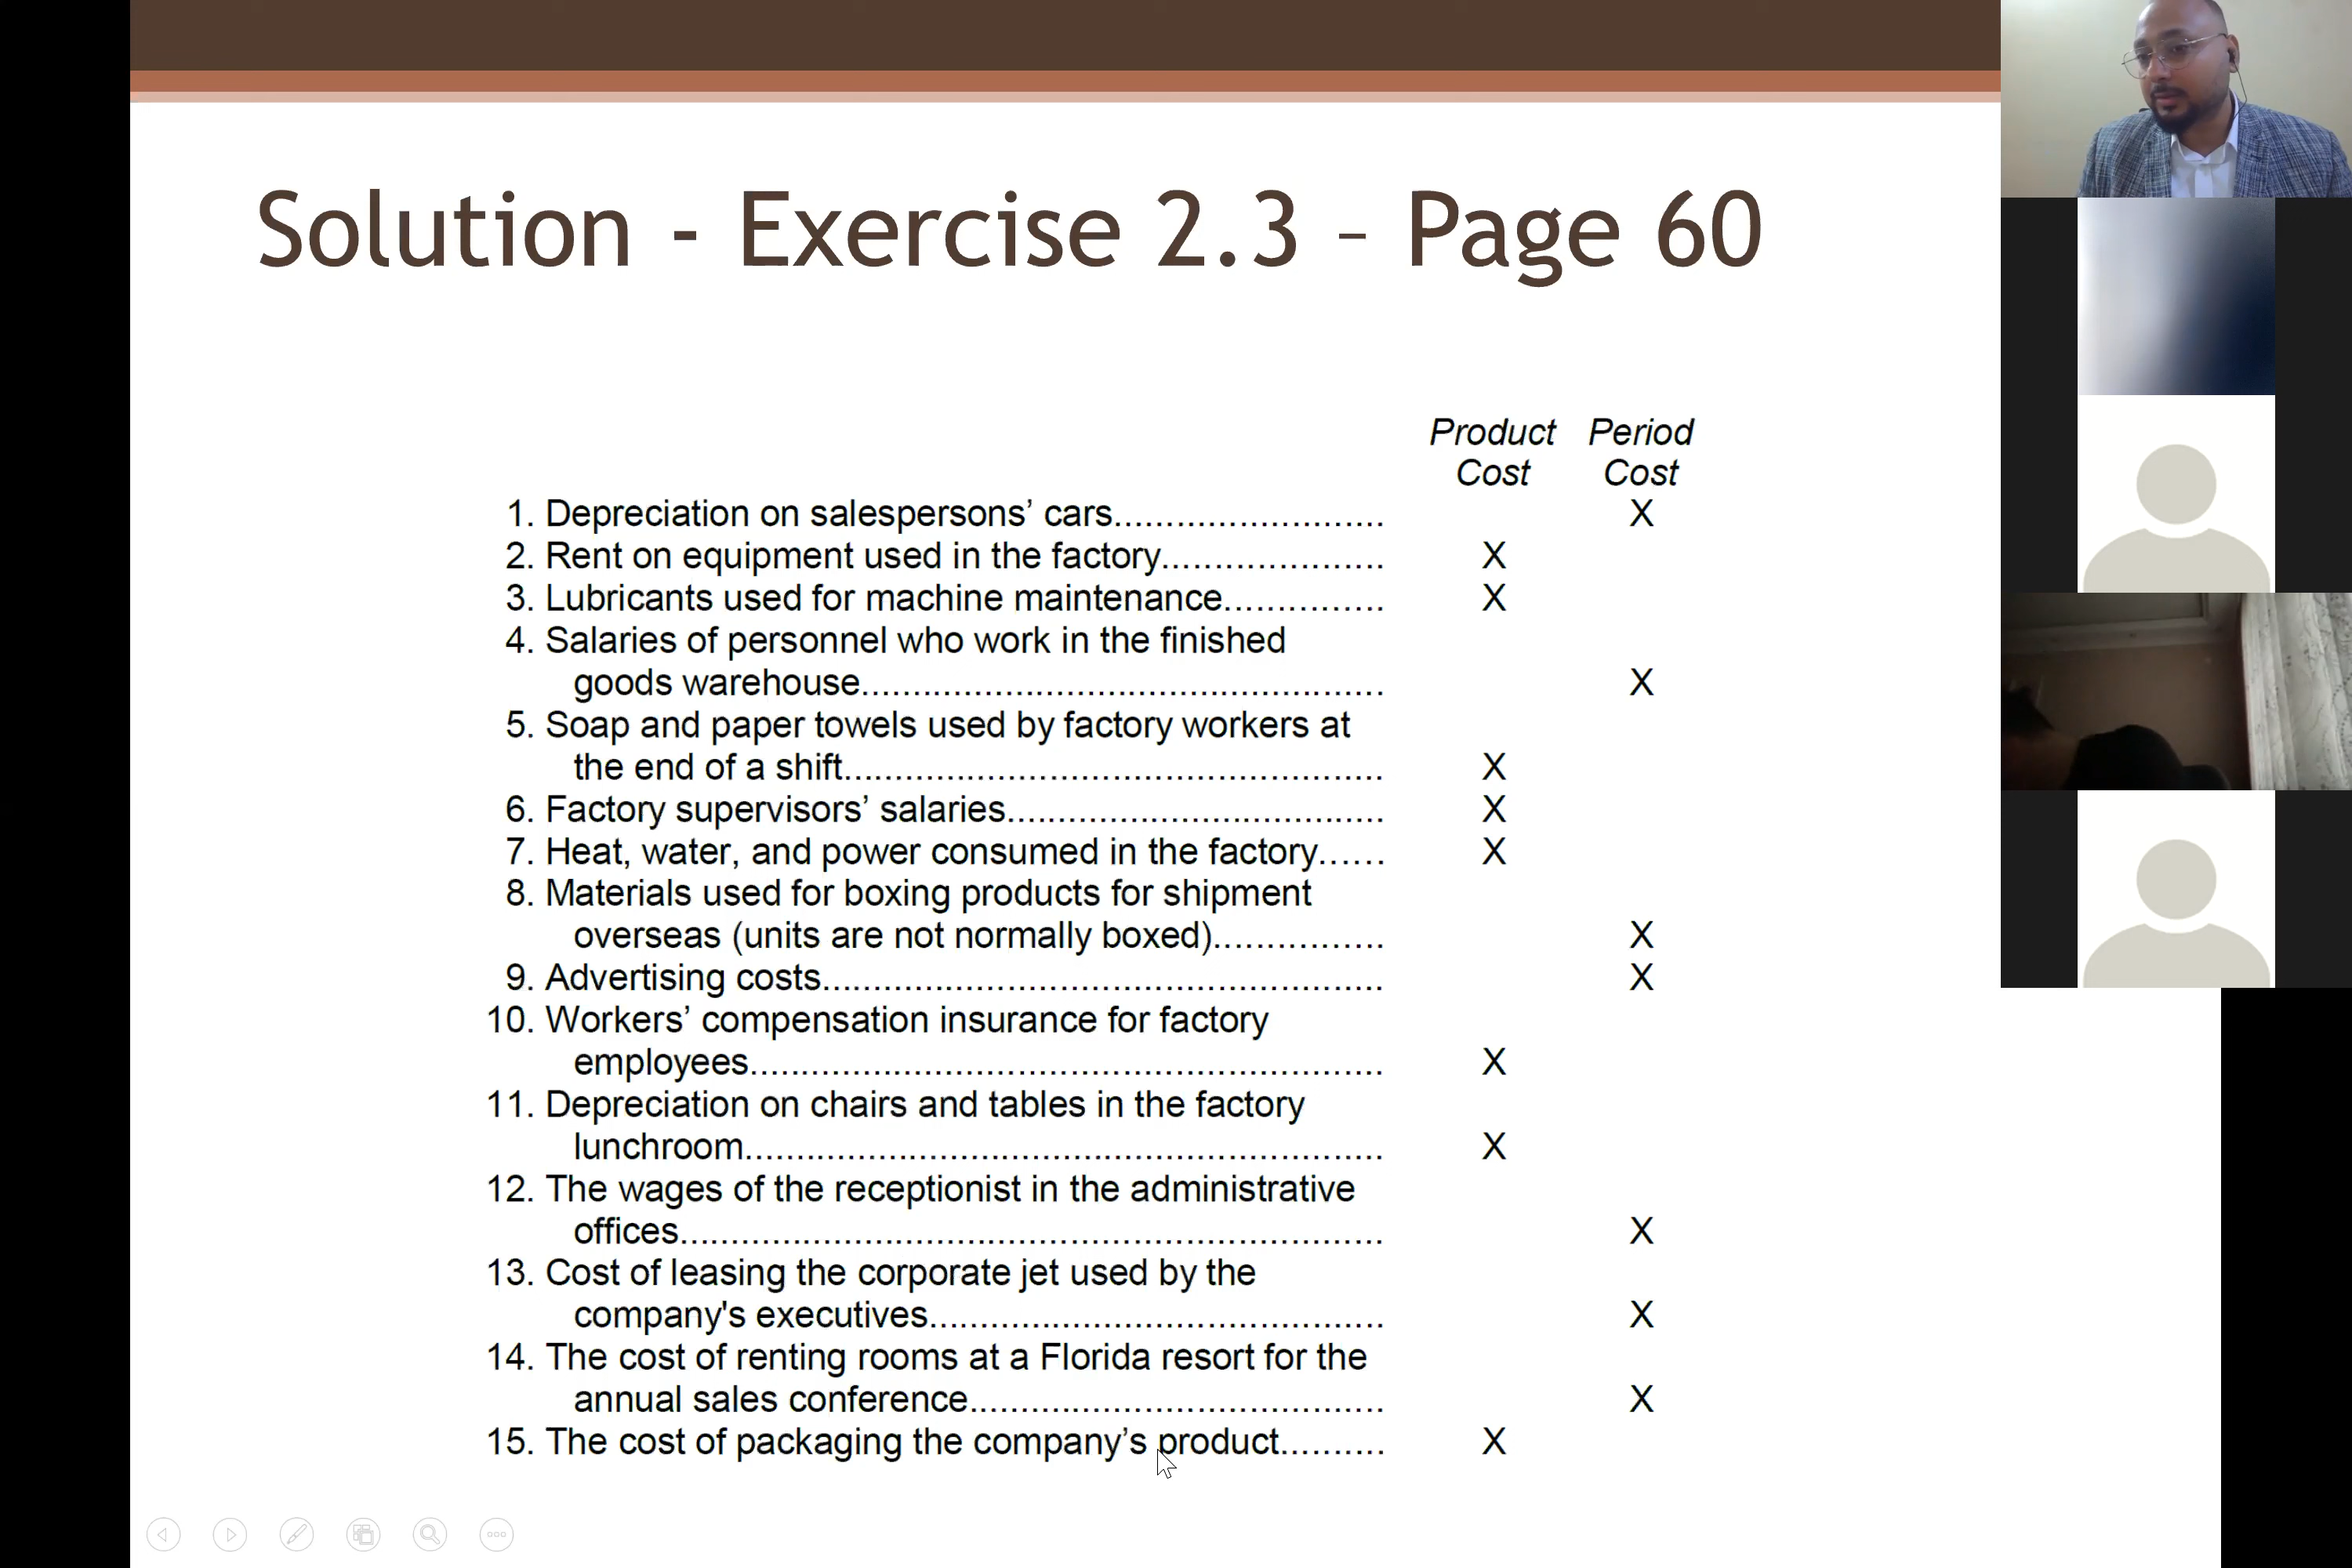 Solution - Exercise 2.3 – Page 60
Product Period
Cost Cost
1. Depreciation on salespersons’ cars.......................... X
2. Rent on equipment used in the factory..................... X
3. Lubricants used for machine maintenance............... X
4. Salaries of personnel who work in the finished
goods warehouse................................................... X
5. Soap and paper towels used by factory workers at
the end of a shift..................................................... X
6. Factory supervisors’ salaries................................... X
7. Heat, water, and power consumed in the factory...... X
8. Materials used for boxing products for shipment
overseas (units are not normally boxed)................ X
9. Advertising costs..................................................... X
10. Workers’ compensation insurance for factory
employees.............................................................. X
11. Depreciation on chairs and tables in the factory
lunchroom.............................................................. X
12. The wages of the receptionist in the administrative
offices..................................................................... X
13. Cost of leasing the corporate jet used by the
company's executives............................................ X
14. The cost of renting rooms at a Florida resort for the
annual sales conference........................................ X
15. The cost of packaging the company’s product.......... X